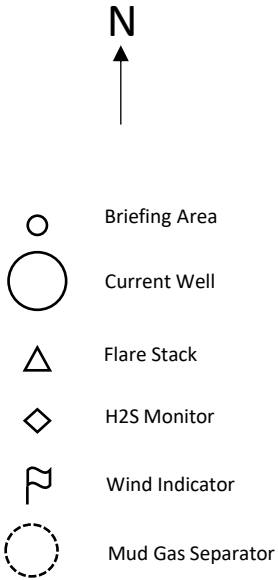 N
Briefing Area
Current Well
Flare Stack
H2S Monitor
Wind Indicator
Mud Gas Separator